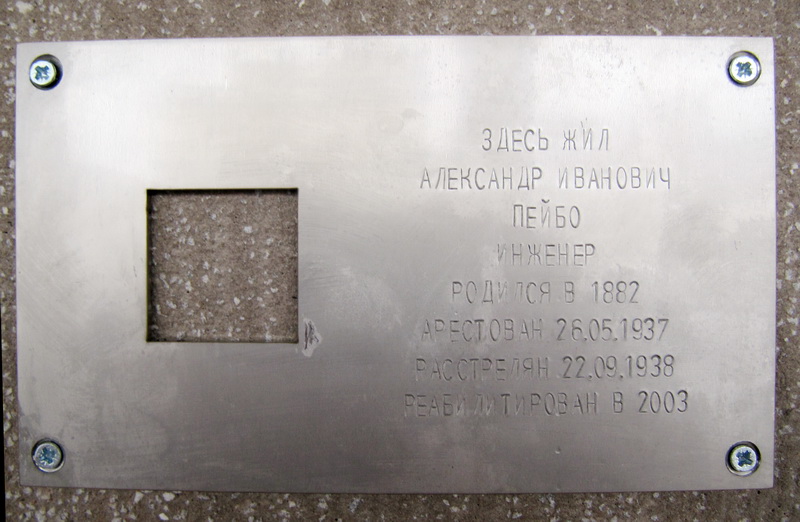 ЗДЕСЬ ЖИЛ
АЛЕКСАНДР ИВАНОВИЧ
ПЕЙБО
ИНЖЕНЕР
РОДИЛСЯ В 1882
АРЕСТОВАН 26.05.1937
РАССТРЕЛЯН 22.09.1938
РЕАБИЛИТИРОВАН В 2003